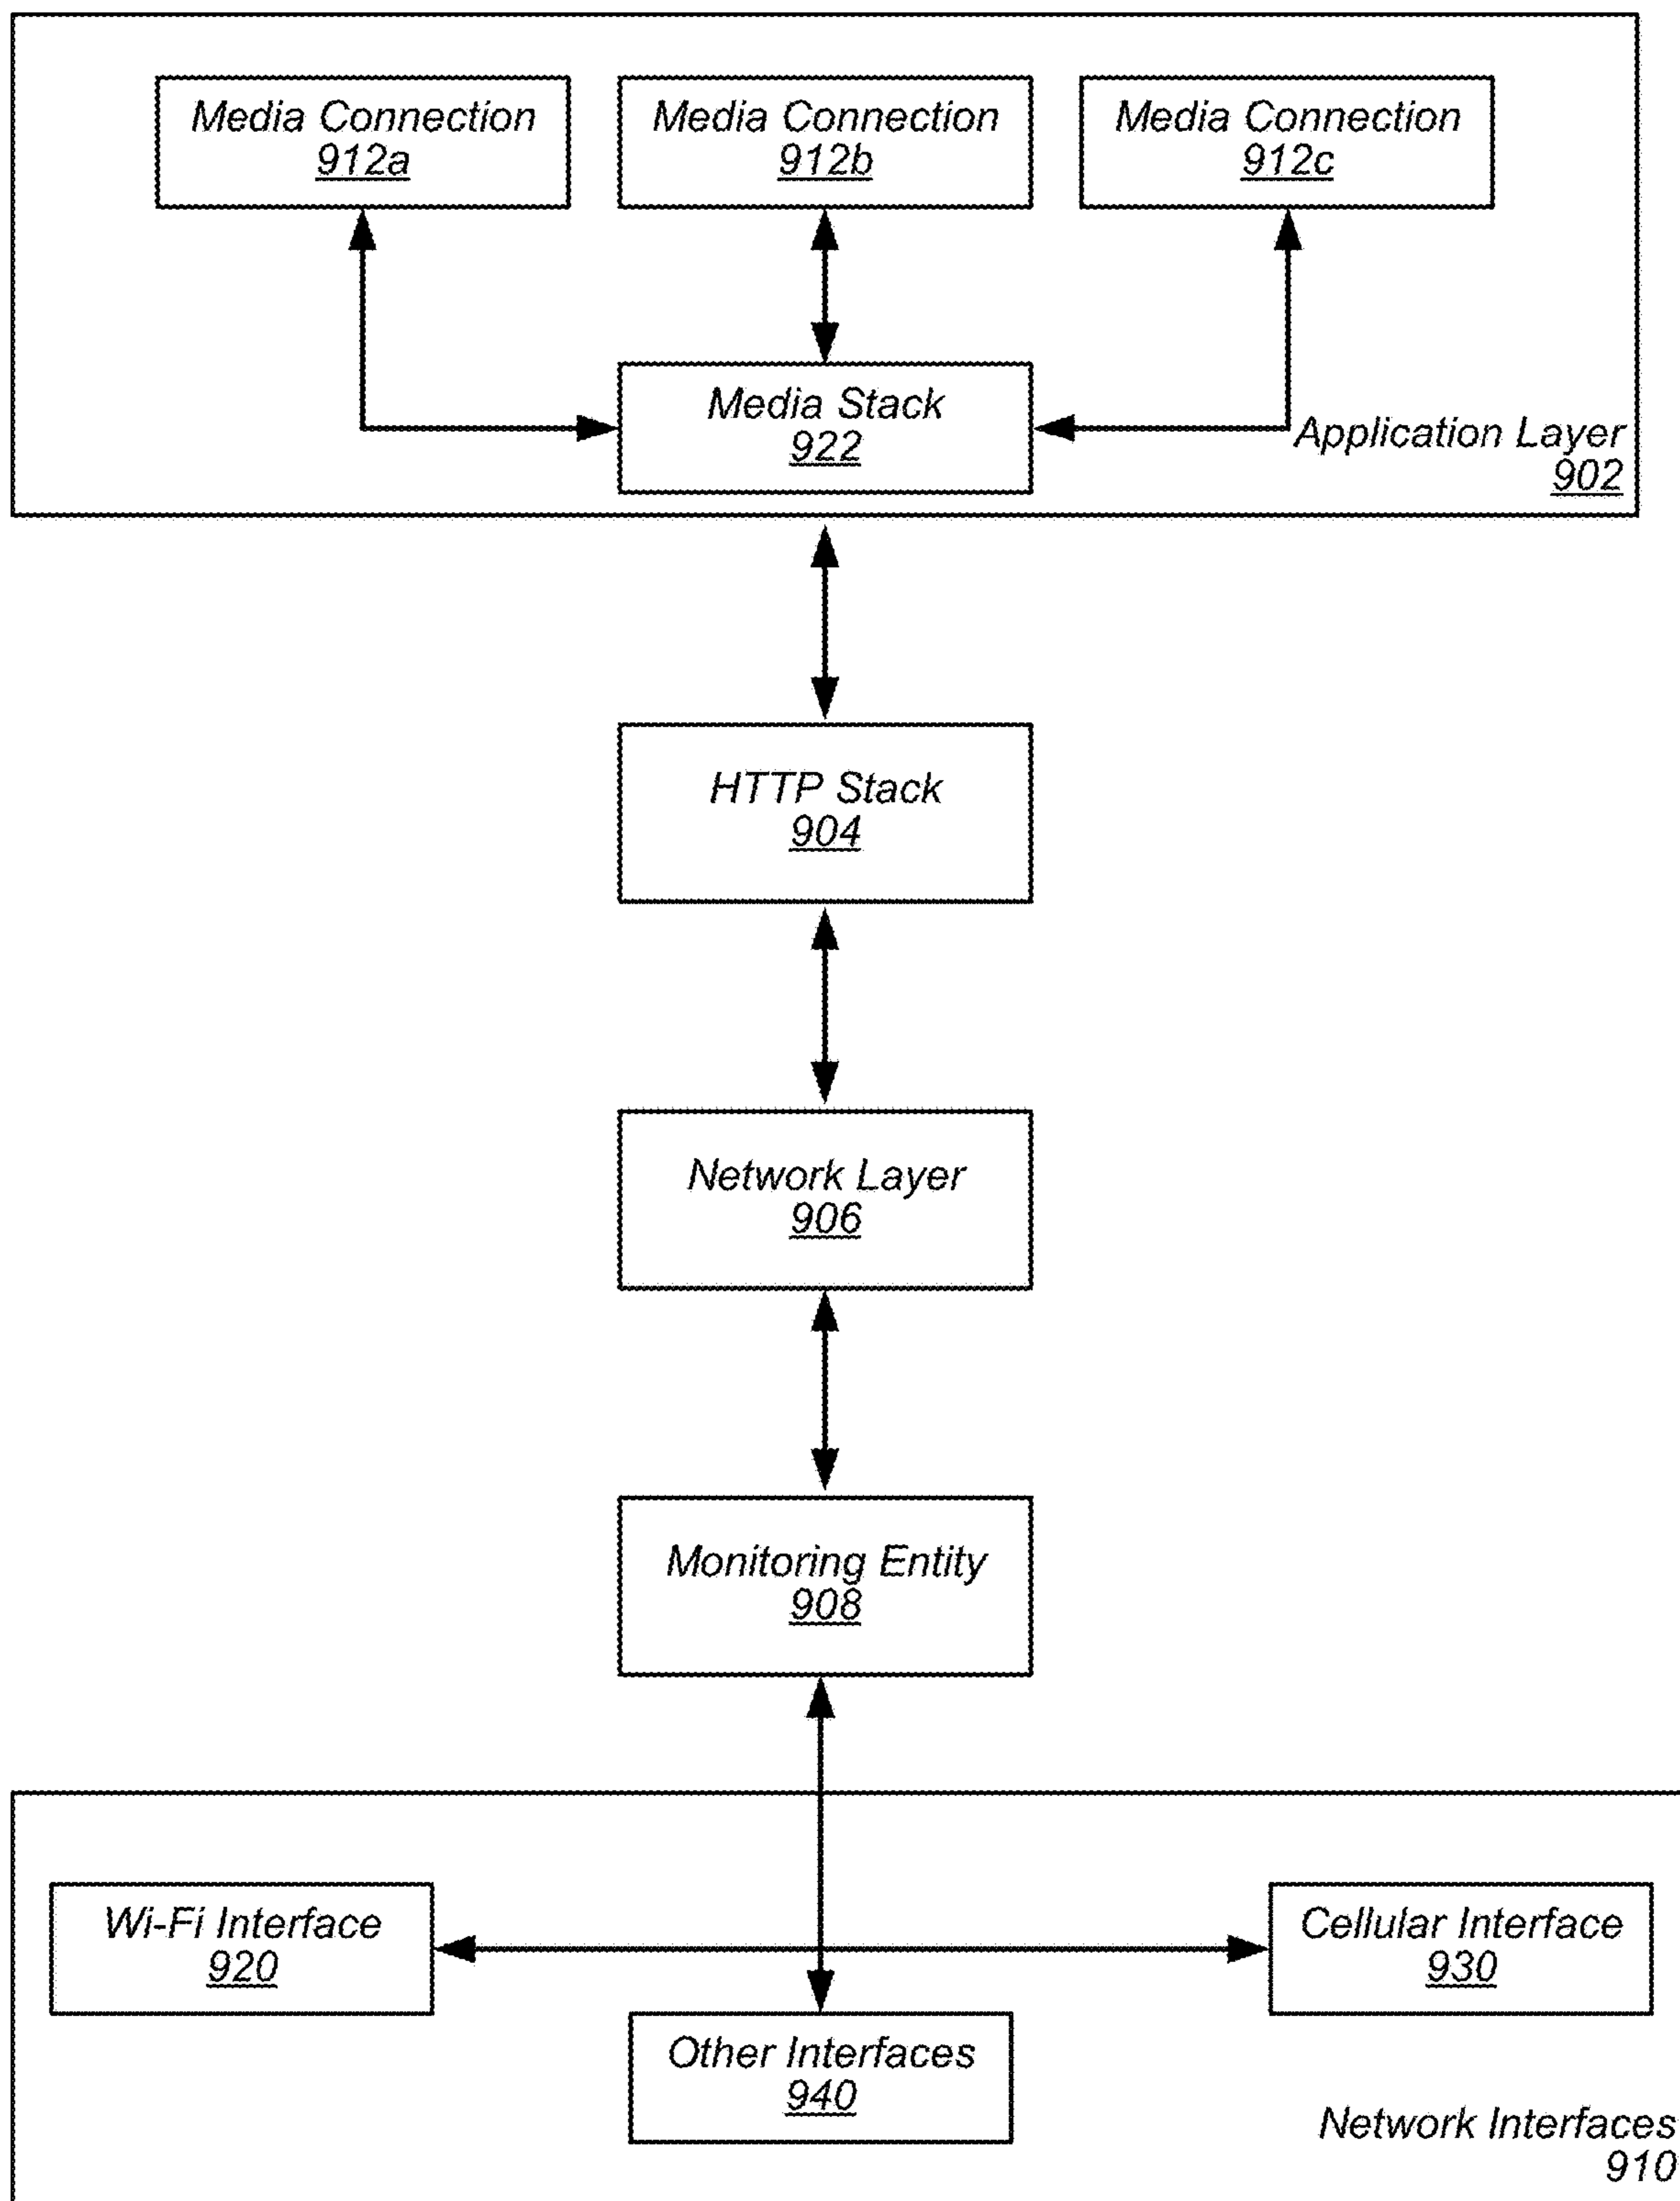 Media Connection
912a
Media Connection
912b
Media Connection
912c
Media Stack
922
Application Layer
902
HTTP Stack
904
Network Layer
906
Monitoring Entity
908
Wi-Fi Interface
920
Cellular Interface
930
Other Interfaces
940
Network Interfaces
910